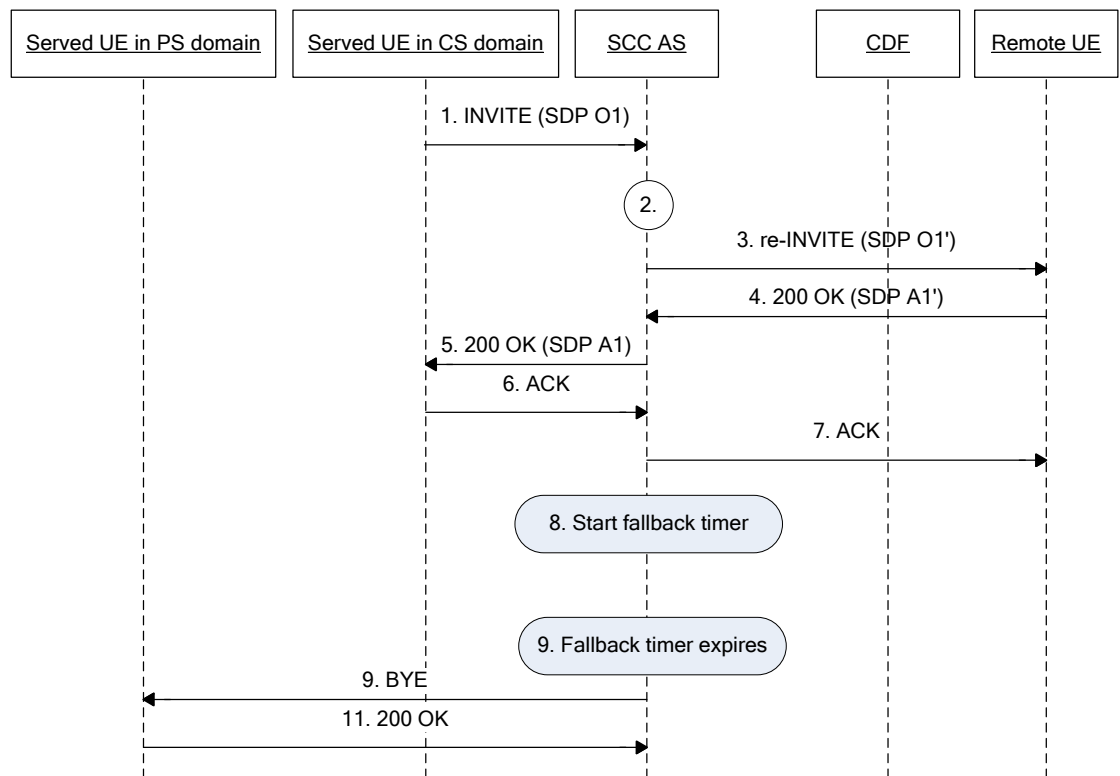 Served UE in PS domain
Served UE in CS domain
SCC AS
CDF
Remote UE
1. INVITE (SDP O1)
2.
3. re-INVITE (SDP O1')
4. 200 OK (SDP A1')
5. 200 OK (SDP A1)
6. ACK
7. ACK
8. Start fallback timer
9. Fallback timer expires
9. BYE
11. 200 OK